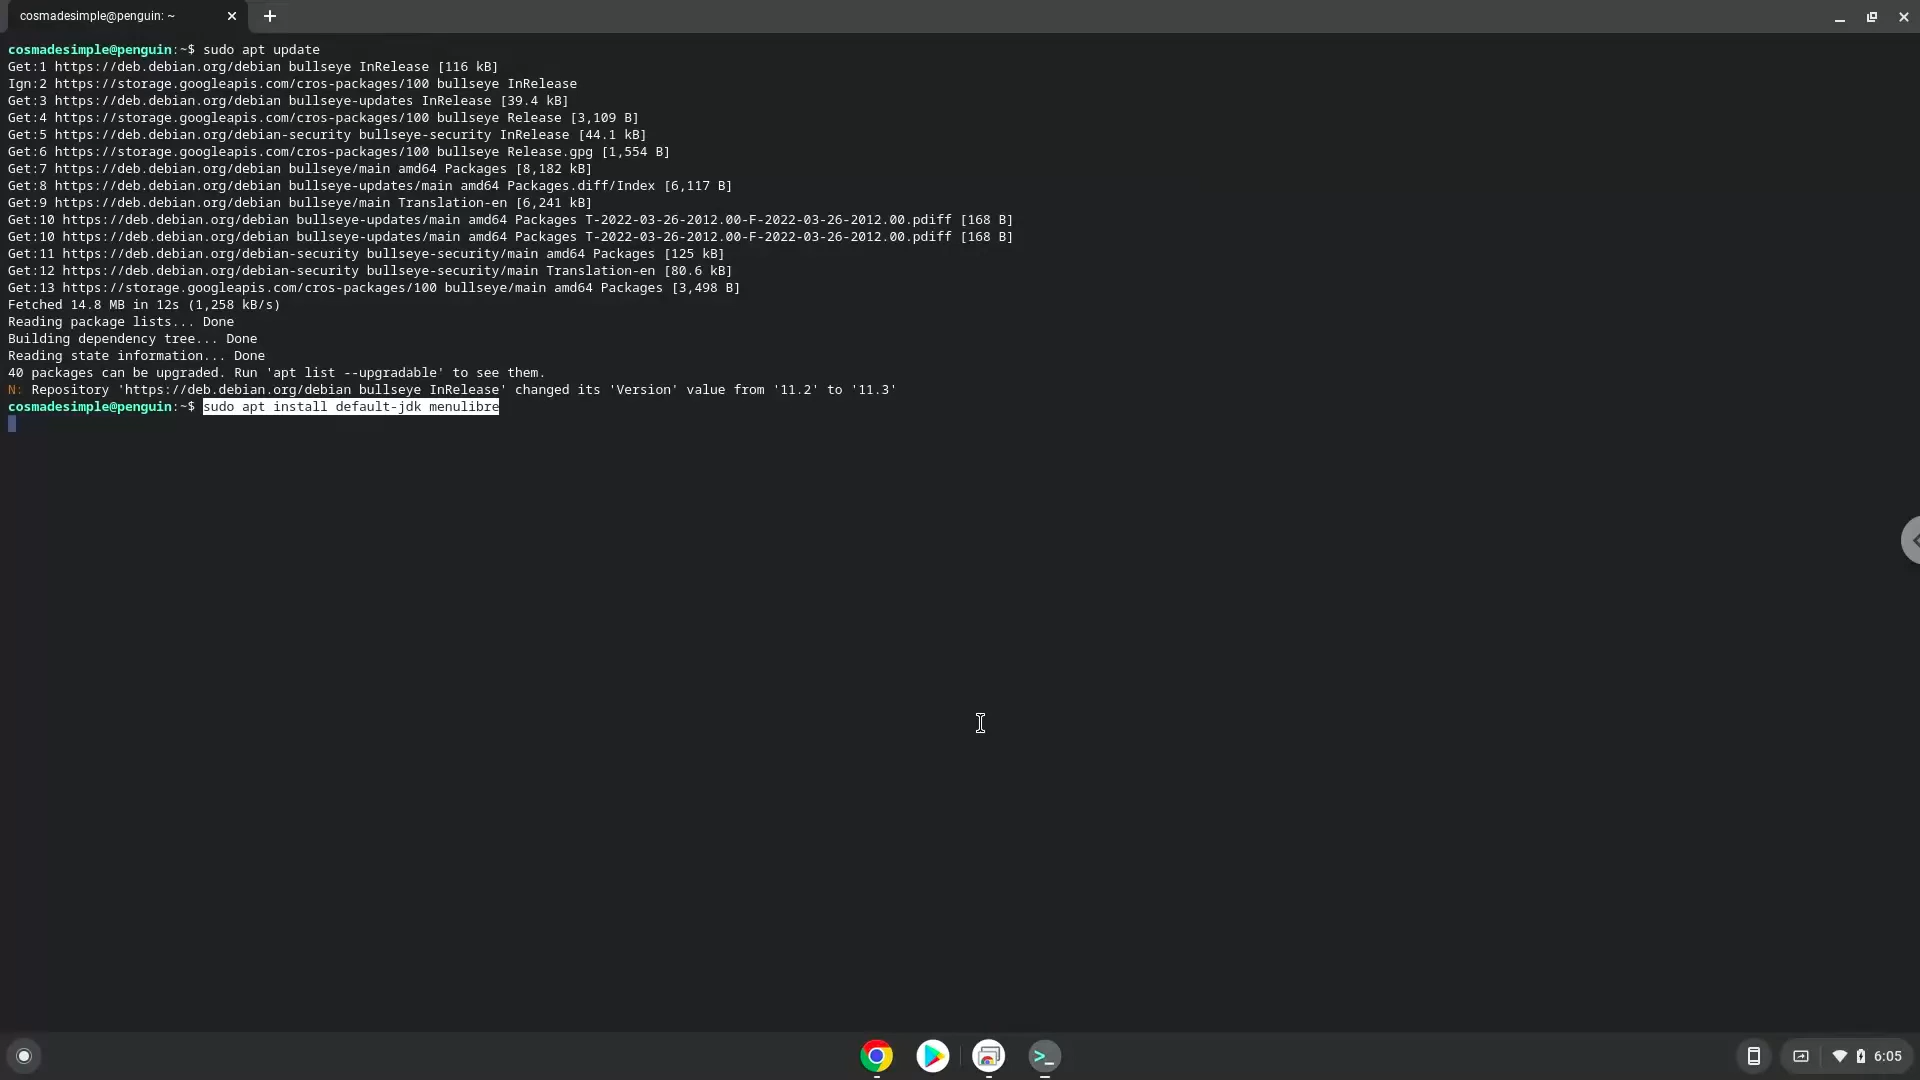 cosmadesimple@penguin: ~
cosmadesimple@penguin:~$ sudo apt update
Get:1 https://deb.debian.org/debian bullseye InRelease [116 kB]
Ign:2 https://storage.googleapis.com/cros-packages/100 bullseye InRelease
Get:3 https://deb.debian.org/debian bullseye-updates InRelease [39.4 kB]
Get:4 https://storage.googleapis.com/cros-packages/100 bullseye Release [3,109 B]
Get:5 https://deb.debian.org/debian-security bullseye-security InRelease [44.1 kB]
Get:6 https://storage.googleapis.com/cros-packages/100 bullseye Release.gpg [1,554 B]
Get:7 https://deb.debian.org/debian bullseye/main amd64 Packages [8,182 kB]
Get:8 https://deb.debian.org/debian bullseye-updates/main amd64 Packages.diff/Index [6,117 B]
Get:9 https://deb.debian.org/debian bullseye/main Translation-en [6,241 kB]
Get:10 https://deb.debian.org/debian bullseye-updates/main amd64 Packages T-2022-03-26-2012.00-F-2022-03-26-2012.00.pdiff [168 B]
Get:10 https://deb.debian.org/debian bullseye-updates/main amd64 Packages T-2022-03-26-2012.00-F-2022-03-26-2012.00.pdiff [168 B]
Get:11 https://deb.debian.org/debian-security bullseye-security/main amd64 Packages [125 kB]
Get:12 https://deb.debian.org/debian-security bullseye-security/main Translation-en [80.6 kB]
Get:13 https://storage.googleapis.com/cros-packages/100 bullseye/main amd64 Packages [3,498 B]
Fetched 14.8 MB in 12s (1,258 kB/s)
Reading package lists... Done
Building dependency tree... Done
Reading state information... Done
40 packages can be upgraded. Run 'apt list --upgradable' to see them.
N: Repository 'https://deb.debian.org/debian bullseye InRelease' changed its 'Version' value from '11.2' to '11.3'
cosmadesimple@penguin:~$ sudo apt install default-jdk menulibre
6:05